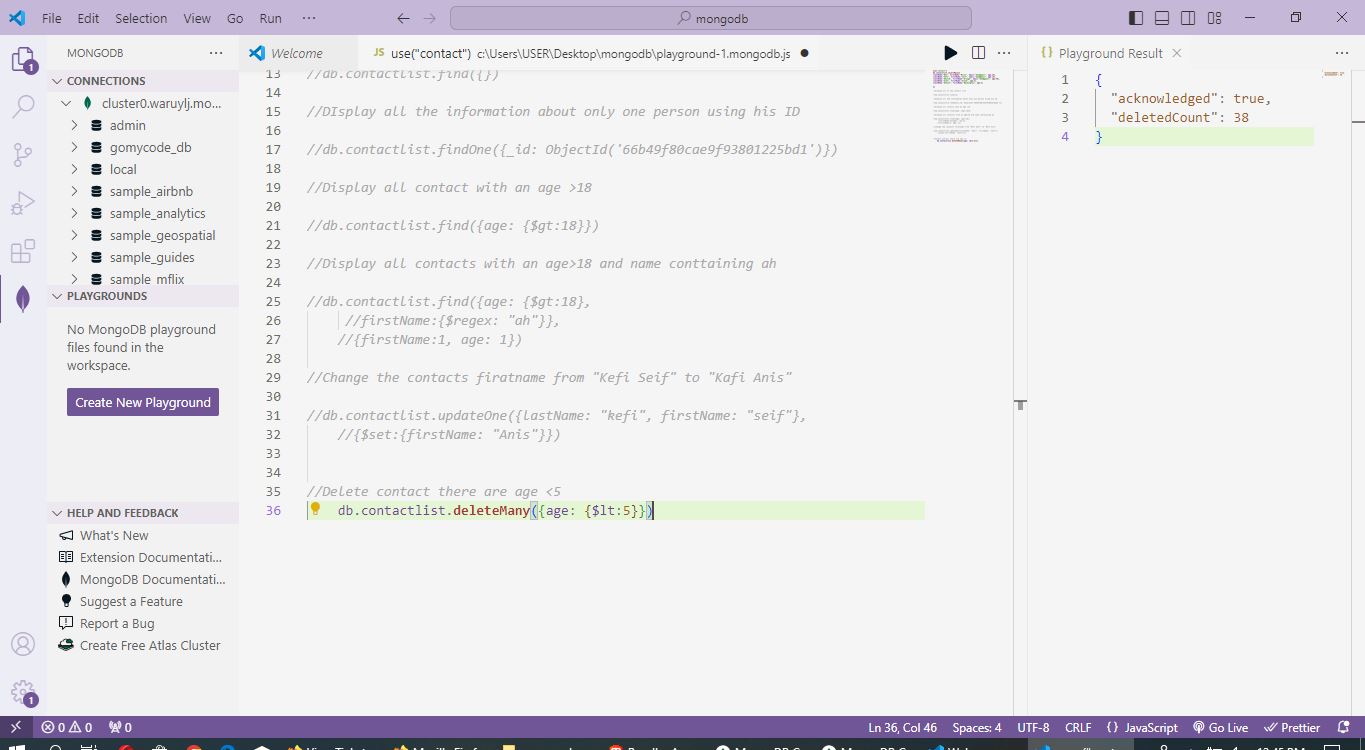 File Edit Selection View Go Run ···
mongodb
MONGODB ···
Welcome
JS use("contact") c:\Users\USER\Desktop\mongodb\playground-1.mongodb.js
Playground Result
CONNECTIONS
cluster0.waruylj.mo...
admin
gomycode_db
local
sample_airbnb
sample_analytics
sample_geospatial
sample_guides
sample_mflix
PLAYGROUNDS
No MongoDB playground
files found in the
workspace.
Create New Playground
HELP AND FEEDBACK
What's New
Extension Documentati...
MongoDB Documentati...
Suggest a Feature
Report a Bug
Create Free Atlas Cluster
1
1
13 //db.contactlist.find({})
14
15 //DIsplay all the information about only one person using his ID
16
17 //db.contactlist.findOne({_id: ObjectId('66b49f80cae9f93801225bd1')})
18
19 //Display all contact with an age >18
20
21 //db.contactlist.find({age: {$gt:18}})
22
23 //Display all contacts with an age>18 and name conttaining ah
24
25 //db.contactlist.find({age: {$gt:18},
26 //firstName:{$regex: "ah"}},
27 //{firstName:1, age: 1})
28
29 //Change the contacts firatname from "Kefi Seif" to "Kafi Anis"
30
31 //db.contactlist.updateOne({lastName: "kefi", firstName: "seif"},
32 //{$set:{firstName: "Anis"}})
33
34
35 //Delete contact there are age <5
36 db.contactlist.deleteMany({age: {$lt:5}})
1 {
2 "acknowledged": true,
3 "deletedCount": 38
4 }
0 0 0
Ln 36, Col 46 Spaces: 4 UTF-8 CRLF {} JavaScript Go Live Prettier